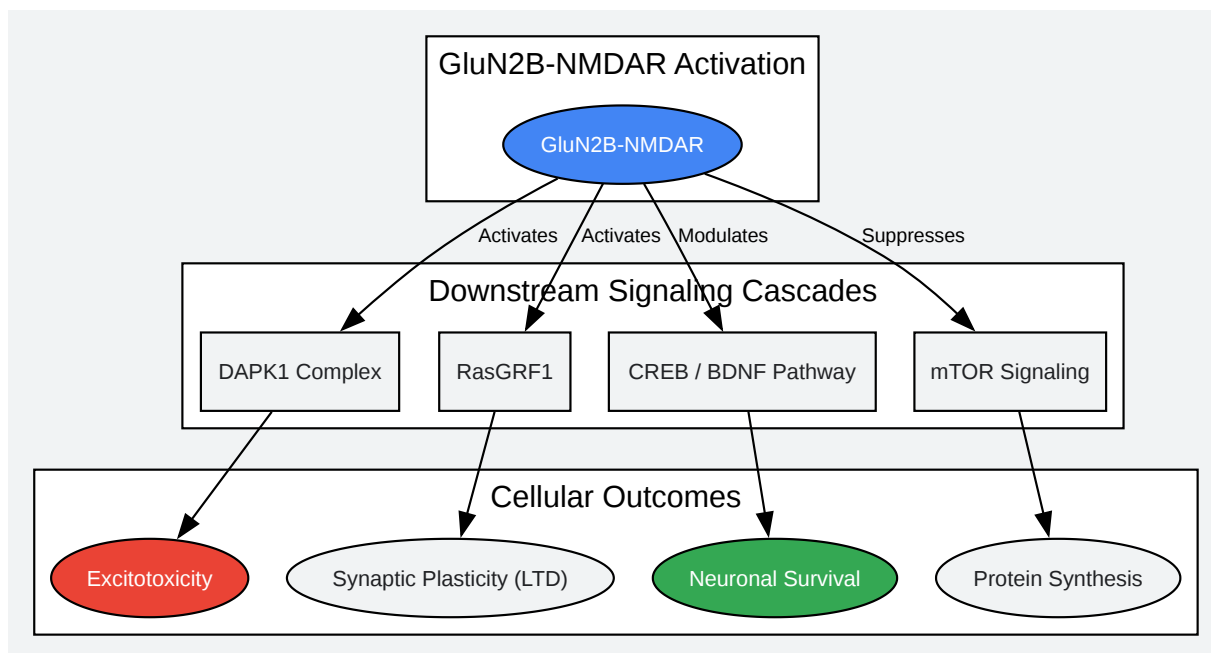 GluN2B-NMDAR Activation
GluN2B-NMDAR
Activates
Activates
Modulates
Suppresses
Downstream Signaling Cascades
DAPK1 Complex
RasGRF1
CREB / BDNF Pathway
mTOR Signaling
Cellular Outcomes
Excitotoxicity
Synaptic Plasticity (LTD)
Neuronal Survival
Protein Synthesis